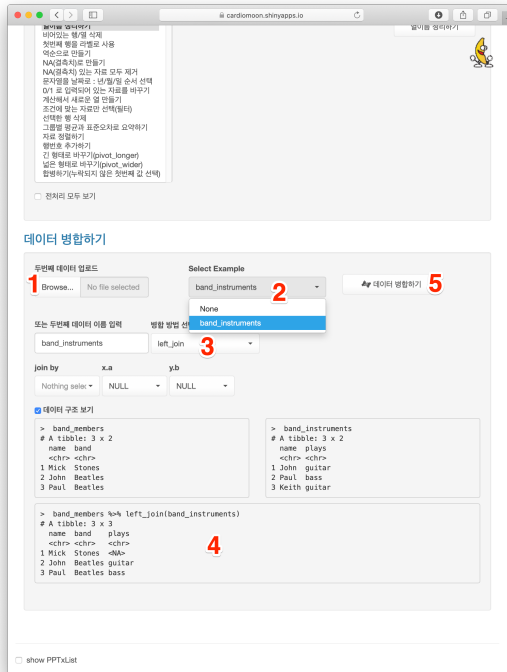 cardiomoon.shinyapps.io
열이름 정리하기
열이름 정리하기
비어있는 행/열 삭제
첫번째 행을 라벨로 사용
역순으로 만들기
NA(결측치)로 만들기
NA(결측치) 있는 자료 모두 제거
문자열을 날짜로 : 년/월/일 순서 선택
0/1 로 입력되어 있는 자료를 바꾸기
계산해서 새로운 열 만들기
조건에 맞는 자료만 선택(필터)
선택한 행 삭제
그룹별 평균과 표준오차로 요약하기
자료 정렬하기
행번호 추가하기
긴 형태로 바꾸기(pivot_longer)
넓은 형태로 바꾸기(pivot_wider)
합병하기(누락되지 않은 첫번째 값 선택)
전처리 모두 보기
데이터 병합하기
두번째 데이터 업로드
Select Example
1
Browse...
No file selected
band_instruments
2
데이터 병합하기
5
None
band_instruments
또는 두번째 데이터 이름 입력
병합 방법 선
band_instruments
left_join
3
join by
x.a
y.b
Nothing selec
NULL
NULL
데이터 구조 보기
> band_members
# A tibble: 3 x 2
name band
<chr> <chr>
1 Mick Stones
2 John Beatles
3 Paul Beatles
> band_instruments
# A tibble: 3 x 2
name plays
<chr> <chr>
1 John guitar
2 Paul bass
3 Keith guitar
> band_members %>% left_join(band_instruments)
# A tibble: 3 x 3
name band plays
<chr> <chr> <chr>
1 Mick Stones <NA>
2 John Beatles guitar
3 Paul Beatles bass
4
show PPTxList